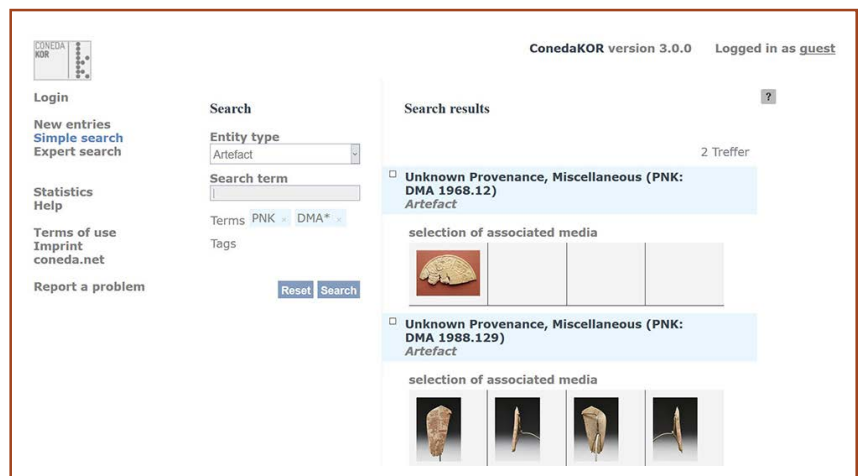 CONEDA
KOR
ConedaKOR version 3.0.0
Logged in as guest
Login
New entries
Simple search
Expert search
Statistics
Help
Terms of use
Imprint
coneda.net
Report a problem
Search
Entity type
Artefact
Search term
Terms PNK × DMA* ×
Tags
Reset Search
Search results
?
2 Treffer
Unknown Provenance, Miscellaneous (PNK:
DMA 1968.12)
Artefact
selection of associated media
Unknown Provenance, Miscellaneous (PNK:
DMA 1988.129)
Artefact
selection of associated media